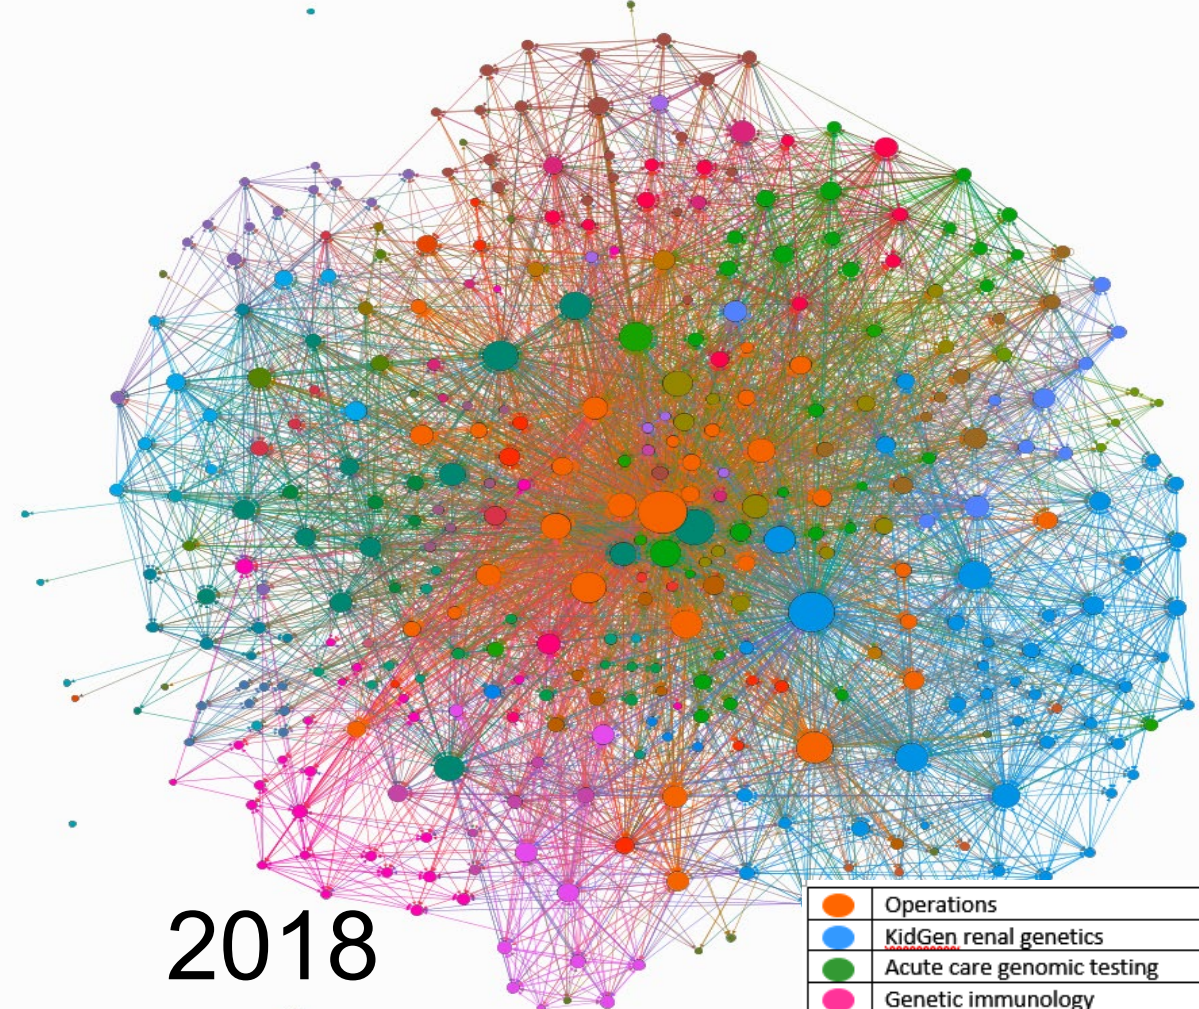 2018
Operations
KidGen renal genetics
Acute care genomic testing
Genetic immunology